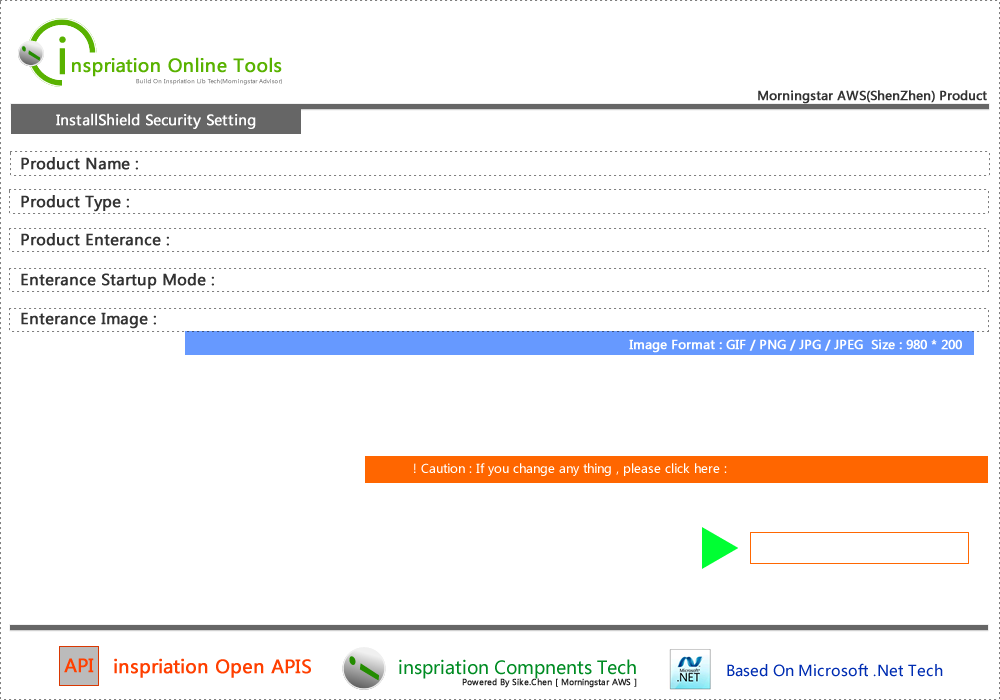 inspriation Online Tools
Build On Inspriation Lib Tech(Morningstar Advisor)
Morningstar AWS(ShenZhen) Product
InstallShield Security Setting
Product Name :
Product Type :
Product Enterance :
Enterance Startup Mode :
Enterance Image :
Image Format : GIF / PNG / JPG / JPEG  Size : 980 * 200
! Caution : If you change any thing , please click here :
API inspriation Open APIS
inspriation Compnents Tech
Powered By Sike.Chen [ Morningstar AWS ]
Microsoft
.NET
Based On Microsoft .Net Tech